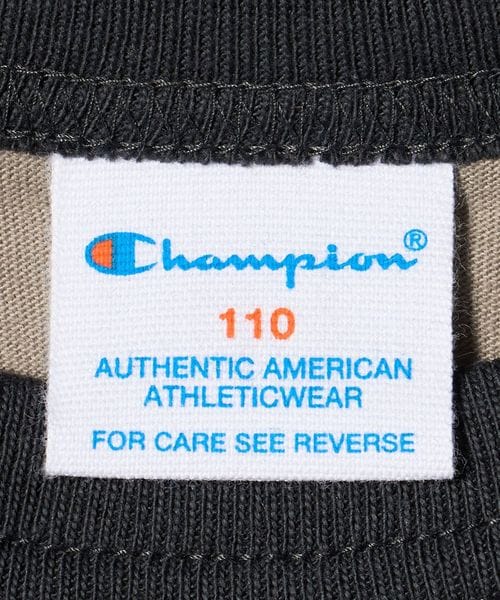 Champion®
110
AUTHENTIC AMERICAN
ATHLETICWEAR
FOR CARE SEE REVERSE